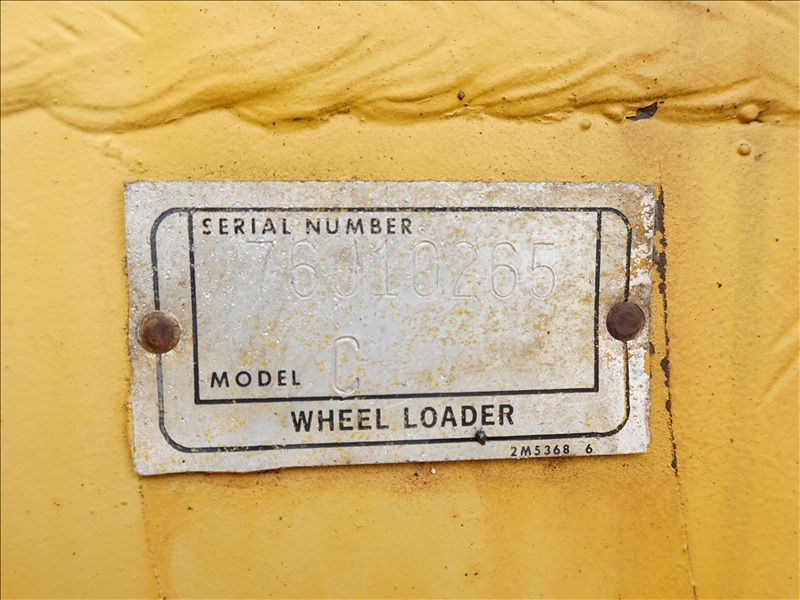 SERIAL NUMBER
76J10265
MODEL C
WHEEL LOADER
2M5368 6